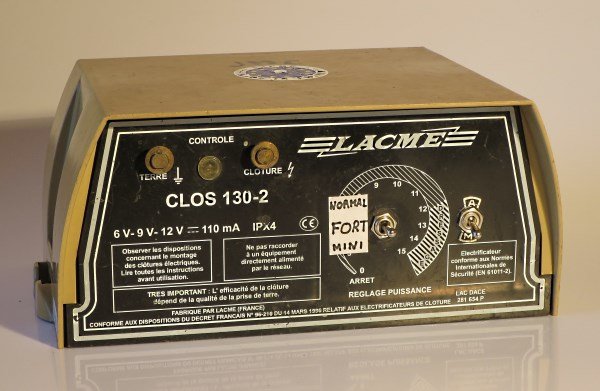 CONTROLE
LACME
TERRE
CLOTURE
CLOS 130-2
6 V- 9 V- 12 V = 110 mA IPX4 CE
Observer les dispositions
concernant le montage
des clôtures électriques.
Lire toutes les instructions
avant utilisation.
Ne pas raccorder
à un équipement
directement alimenté
par le réseau.
TRES IMPORTANT : L' efficacité de la clôture
dépend de la qualité de la prise de terre.
NORMAL
FORT
MINI
9
10
11
12
15
0
ARRET
REGLAGE PUISSANCE
A
M
Electrificateur
conforme aux Normes
Internationales de
Sécurité (EN 61011-2).
LAC DACE
281 654 P
FABRIQUE PAR LACME (FRANCE)
CONFORME AUX DISPOSITIONS DU DECRET FRANCAIS N° 96-216 DU 14 MARS 1996 RELATIF AUX ELECTRIFICATEURS DE CLOTURE